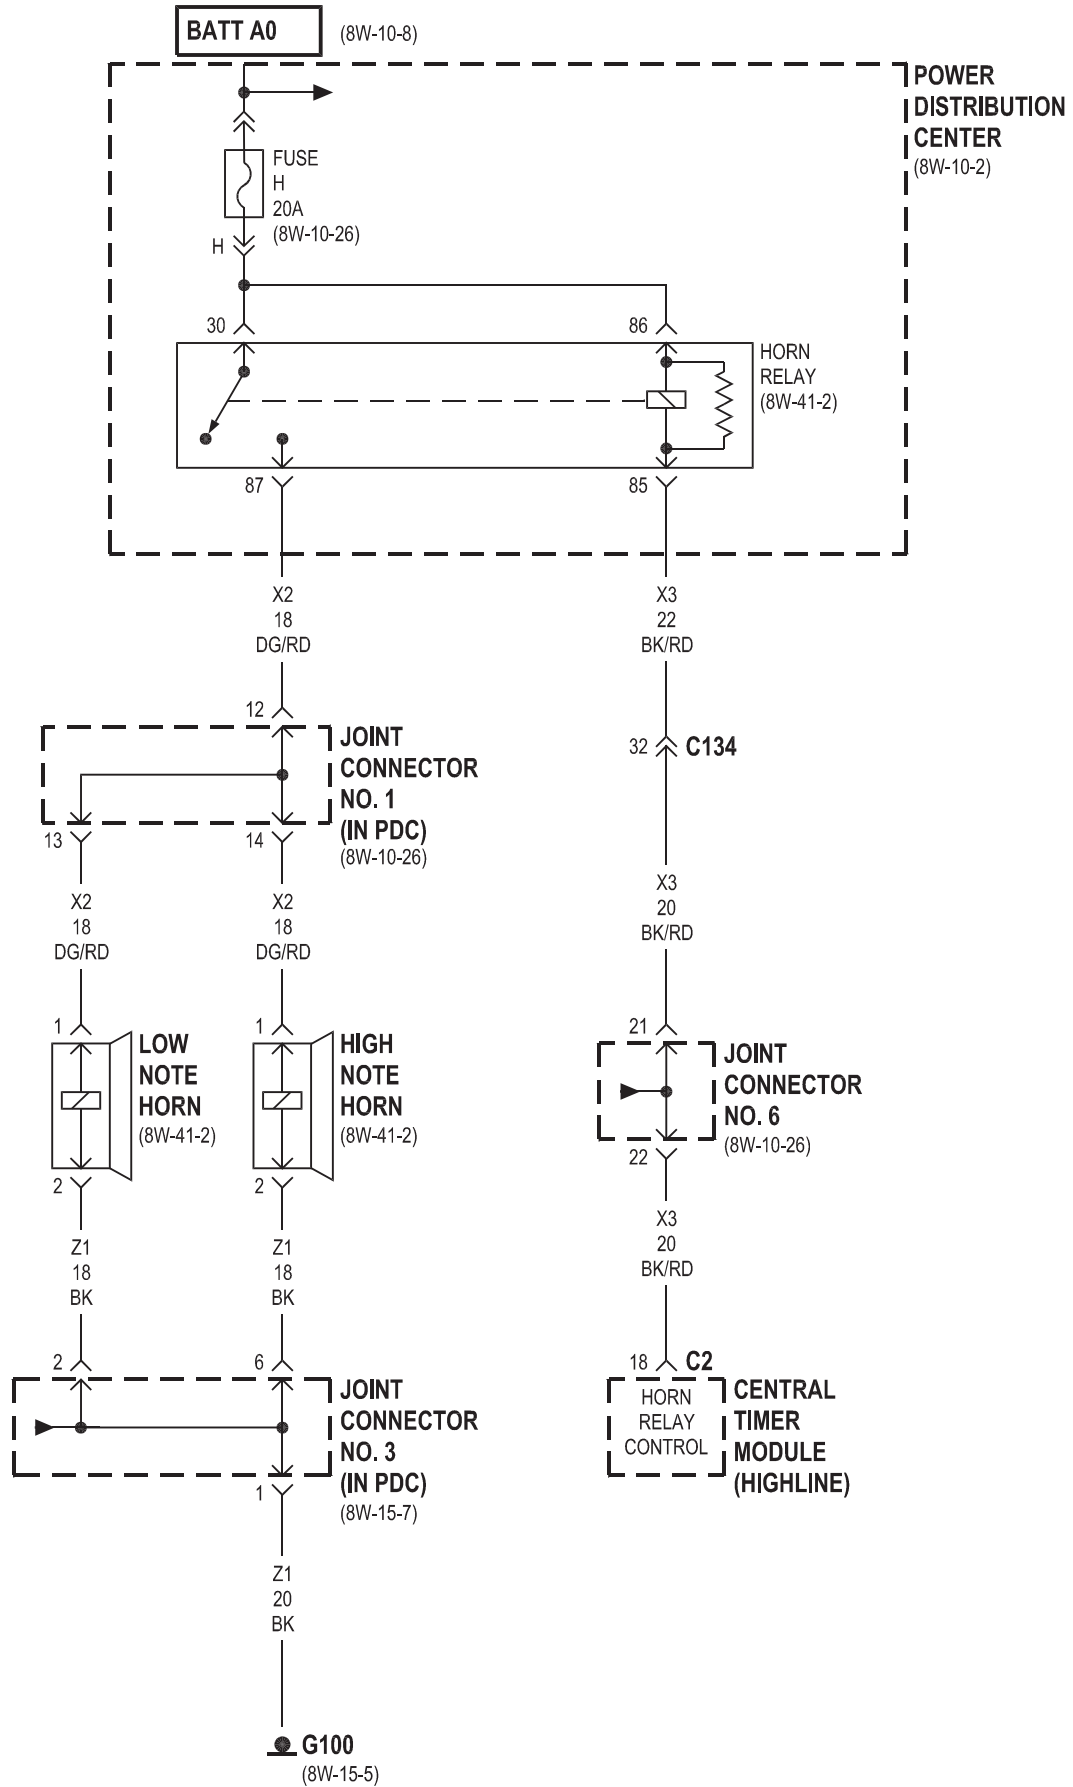 BATT A0
(8W-10-8)
POWER
DISTRIBUTION
CENTER
(8W-10-2)
FUSE
H
20A
(8W-10-26)
H
30
86
HORN
RELAY
(8W-41-2)
87
85
X2
18
DG/RD
X3
22
BK/RD
12
JOINT
CONNECTOR
NO. 1
(IN PDC)
(8W-10-26)
32
C134
13
14
X2
18
DG/RD
X2
18
DG/RD
X3
20
BK/RD
1
LOW
NOTE
HORN
(8W-41-2)
2
1
HIGH
NOTE
HORN
(8W-41-2)
2
21
JOINT
CONNECTOR
NO. 6
(8W-10-26)
22
Z1
18
BK
Z1
18
BK
X3
20
BK/RD
2
6
JOINT
CONNECTOR
NO. 3
(IN PDC)
(8W-15-7)
1
18
C2
HORN
RELAY
CONTROL
CENTRAL
TIMER
MODULE
(HIGHLINE)
Z1
20
BK
G100
(8W-15-5)